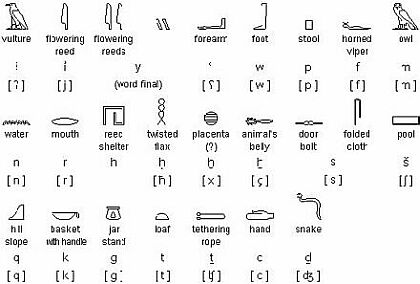 vulture flowering flowering forearm foot stool horned owl
reed reeds viper
í y ʿ w p f m
[ʔ] [j] (word final) [ʕ] [w] [p] [f] [m]
water mouth reed twisted placenta animal's door folded pool
shelter flax (?) belly bolt cloth
n r h ḥ ḫ ẖ s š
[n] [r] [ħ] [x] [ç] [s] [ʃ]
hill basket jar loaf tethering hand snake
slope with handle stand rope
q k g t ṯ c ḏ
[q] [k] [g] [t] [ʧ] [c] [ʤ]